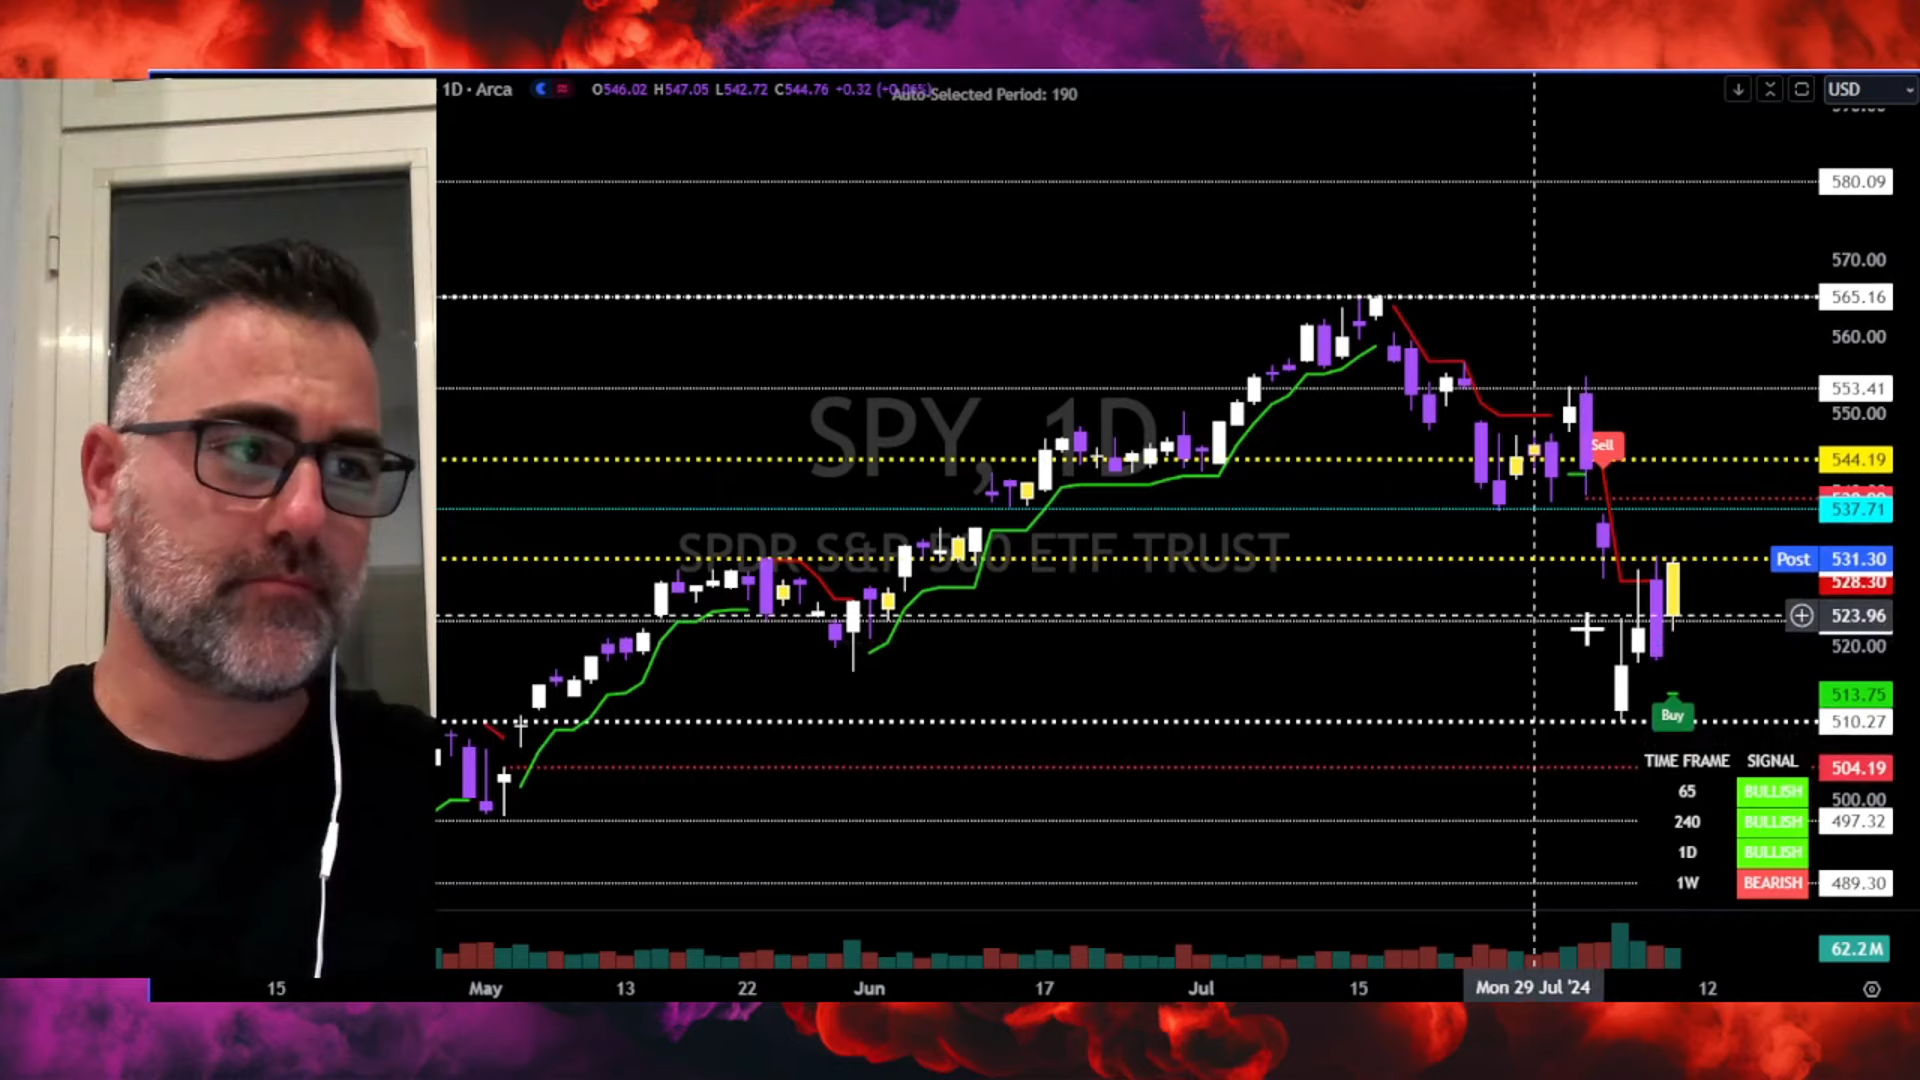 1D · Arca O546.02 H547.05 L542.72 C544.76 +0.32 Auto-Selected Period: 190 USD
580.09
570.00
565.16
560.00
553.41
550.00
SPY, 1D
Sell
544.19
537.71
SPDR S&P 500 ETF TRUST
Post 531.30
528.30
523.96
520.00
513.75
Buy
510.27
TIME FRAME SIGNAL
504.19
65 BULLISH
500.00
240 BULLISH
497.32
1D BULLISH
1W BEARISH
489.30
62.2M
15 May 13 22 Jun 17 Jul 15 Mon 29 Jul '24 12